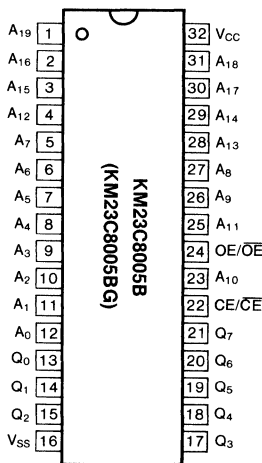 A19 1 32 VCC
A16 2 31 A18
A15 3 30 A17
A12 4 29 A14
A7 5 28 A13
A6 6 27 A8
A5 7 26 A9
A4 8 25 A11
A3 9 24 OE/O̅E̅
A2 10 23 A10
A1 11 22 CE/C̅E̅
A0 12 21 Q7
Q0 13 20 Q6
Q1 14 19 Q5
Q2 15 18 Q4
VSS 16 17 Q3
KM23C8005B
(KM23C8005BG)